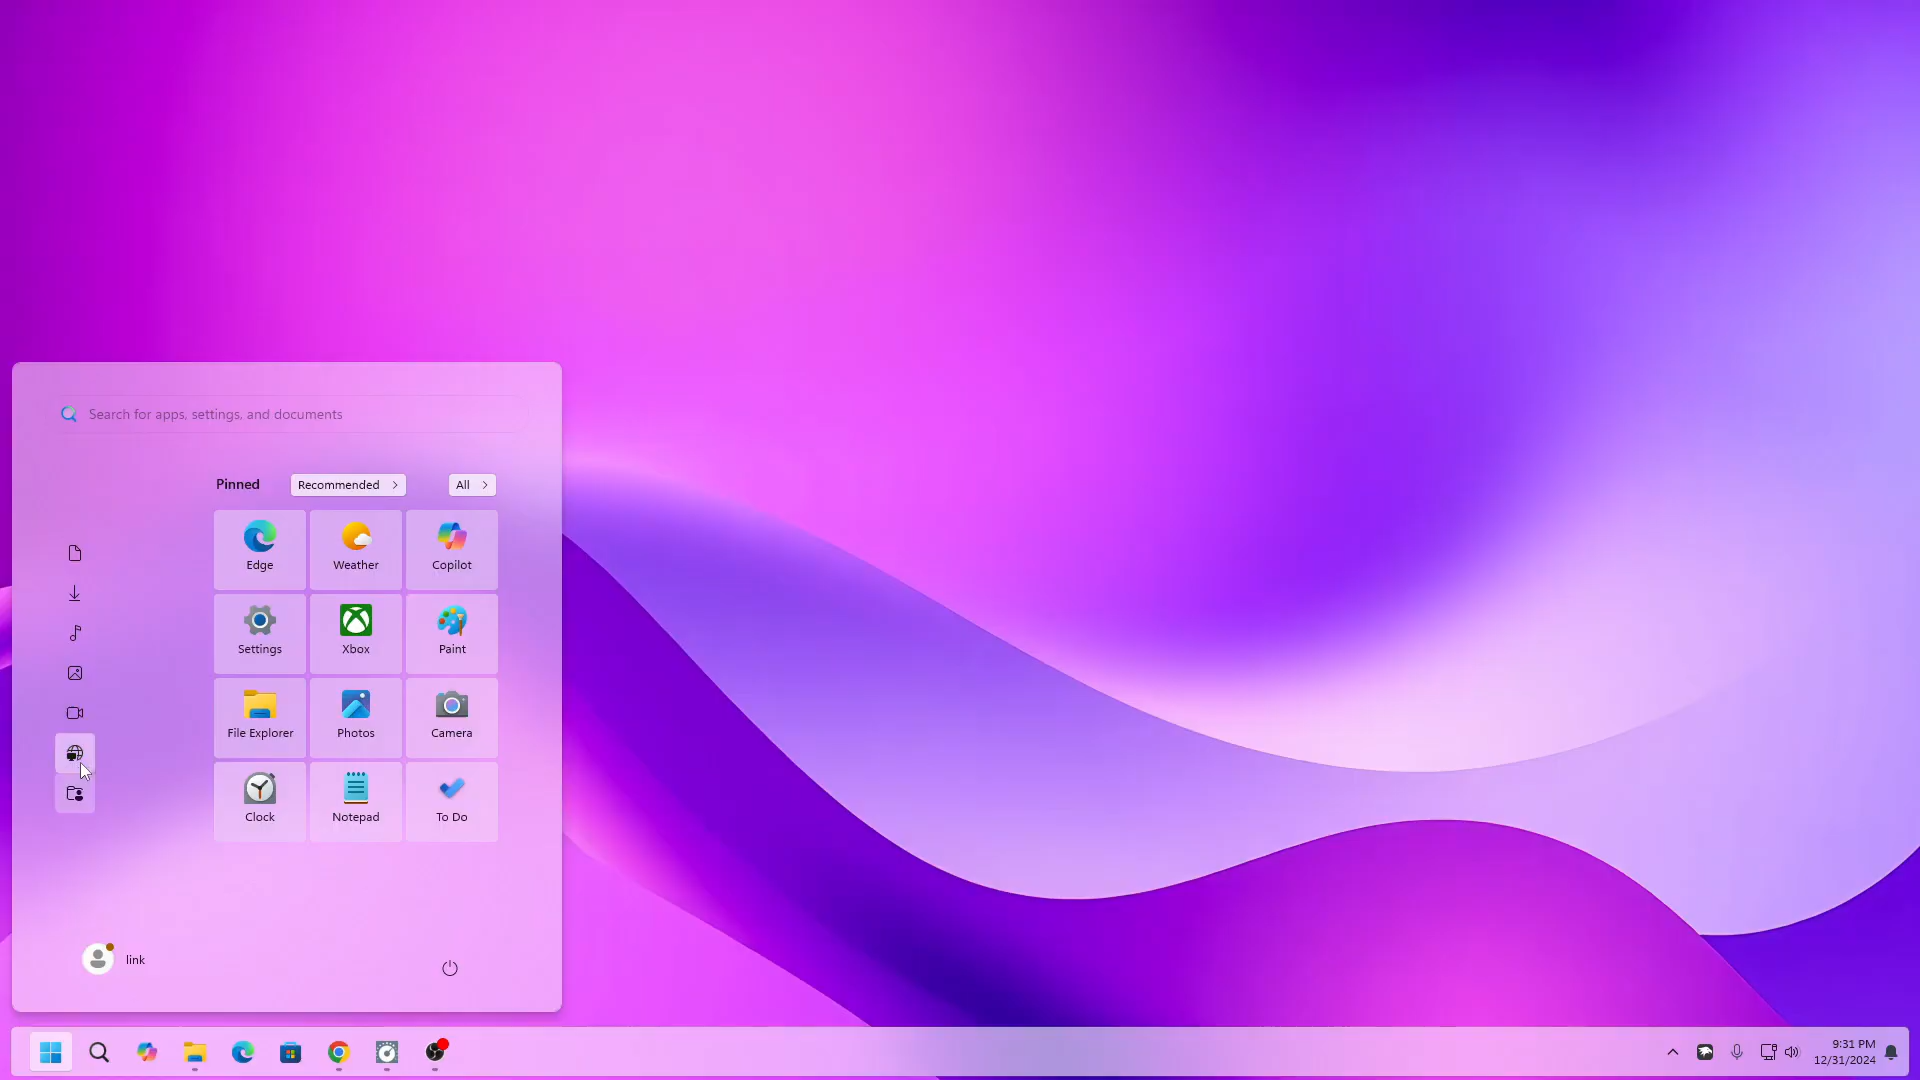 Search for apps, settings, and documents
Pinned
Recommended
All
Edge
Weather
Copilot
Settings
Xbox
Paint
File Explorer
Photos
Camera
Clock
Notepad
To Do
link
9:31 PM
12/31/2024